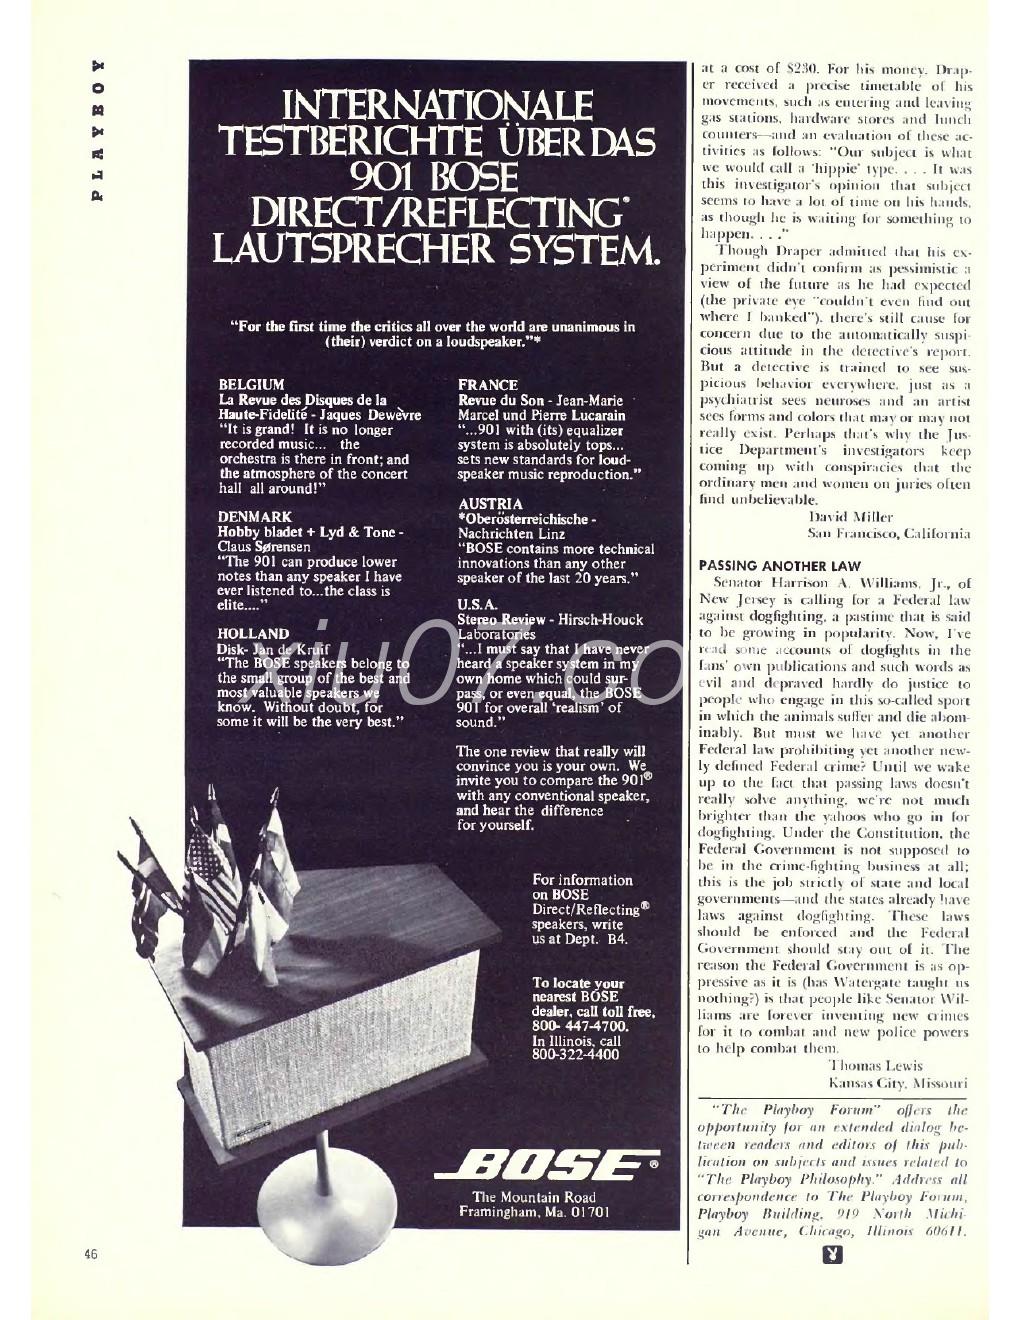 PLAYBOY
INTERNATIONALE
TESTBERICHTE ÜBER DAS
901 BOSE
DIRECT/REFLECTING®
LAUTSPRECHER SYSTEM.
"For the first time the critics all over the world are unanimous in
(their) verdict on a loudspeaker."*
BELGIUM
La Revue des Disques de la
Haute-Fidelité - Jaques Dewèvre
"It is grand! It is no longer
recorded music... the
orchestra is there in front; and
the atmosphere of the concert
hall all around!"
DENMARK
Hobby bladet + Lyd & Tone -
Claus Sørensen
"The 901 can produce lower
notes than any speaker I have
ever listened to...the class is
elite...."
HOLLAND
Disk- Jan de Kruif
"The BOSE speakers belong to
the small group of the best and
most valuable speakers we
know. Without doubt, for
some it will be the very best."
FRANCE
Revue du Son - Jean-Marie
Marcel und Pierre Lucarain
"...901 with (its) equalizer
system is absolutely tops...
sets new standards for loud-
speaker music reproduction."
AUSTRIA
*Oberösterreichische -
Nachrichten Linz
"BOSE contains more technical
innovations than any other
speaker of the last 20 years."
U.S.A.
Stereo Review - Hirsch-Houck
Laboratories
"...I must say that I have never
heard a speaker system in my
own home which could sur-
pass, or even equal, the BOSE
901 for overall 'realism' of
sound."
The one review that really will
convince you is your own. We
invite you to compare the 901®
with any conventional speaker,
and hear the difference
for yourself.
For information
on BOSE
Direct/Reflecting®
speakers, write
us at Dept. B4.
To locate your
nearest BOSE
dealer, call toll free,
800- 447-4700.
In Illinois, call
800-322-4400
BOSE®
The Mountain Road
Framingham, Ma. 01701
46
at a cost of $230. For his money, Drap-
er received a precise timetable of his
movements, such as entering and leaving
gas stations, hardware stores and lunch
counters—and an evaluation of these ac-
tivities as follows: "Our subject is what
we would call a 'hippie' type. . . . It was
this investigator's opinion that subject
seems to have a lot of time on his hands,
as though he is waiting for something to
happen. . . ."
Though Draper admitted that his ex-
periment didn't confirm as pessimistic a
view of the future as he had expected
(the private eye "couldn't even find out
where I banked"), there's still cause for
concern due to the automatically suspi-
cious attitude in the detective's report.
But a detective is trained to see sus-
picious behavior everywhere, just as a
psychiatrist sees neuroses and an artist
sees forms and colors that may or may not
really exist. Perhaps that's why the Jus-
tice Department's investigators keep
coming up with conspiracies that the
ordinary men and women on juries often
find unbelievable.
David Miller
San Francisco, California
PASSING ANOTHER LAW
Senator Harrison A. Williams, Jr., of
New Jersey is calling for a Federal law
against dogfighting, a pastime that is said
to be growing in popularity. Now, I've
read some accounts of dogfights in the
fans' own publications and such words as
evil and depraved hardly do justice to
people who engage in this so-called sport
in which the animals suffer and die abom-
inably. But must we have yet another
Federal law prohibiting yet another new-
ly defined Federal crime? Until we wake
up to the fact that passing laws doesn't
really solve anything, we're not much
brighter than the yahoos who go in for
dogfighting. Under the Constitution, the
Federal Government is not supposed to
be in the crime-fighting business at all;
this is the job strictly of state and local
governments—and the states already have
laws against dogfighting. These laws
should be enforced and the Federal
Government should stay out of it. The
reason the Federal Government is as op-
pressive as it is (has Watergate taught us
nothing?) is that people like Senator Wil-
liams are forever inventing new crimes
for it to combat and new police powers
to help combat them.
Thomas Lewis
Kansas City, Missouri
"The Playboy Forum" offers the
opportunity for an extended dialog be-
tween readers and editors of this pub-
lication on subjects and issues related to
"The Playboy Philosophy." Address all
correspondence to The Playboy Forum,
Playboy Building, 919 North Michi-
gan Avenue, Chicago, Illinois 60611.
xiu07.co